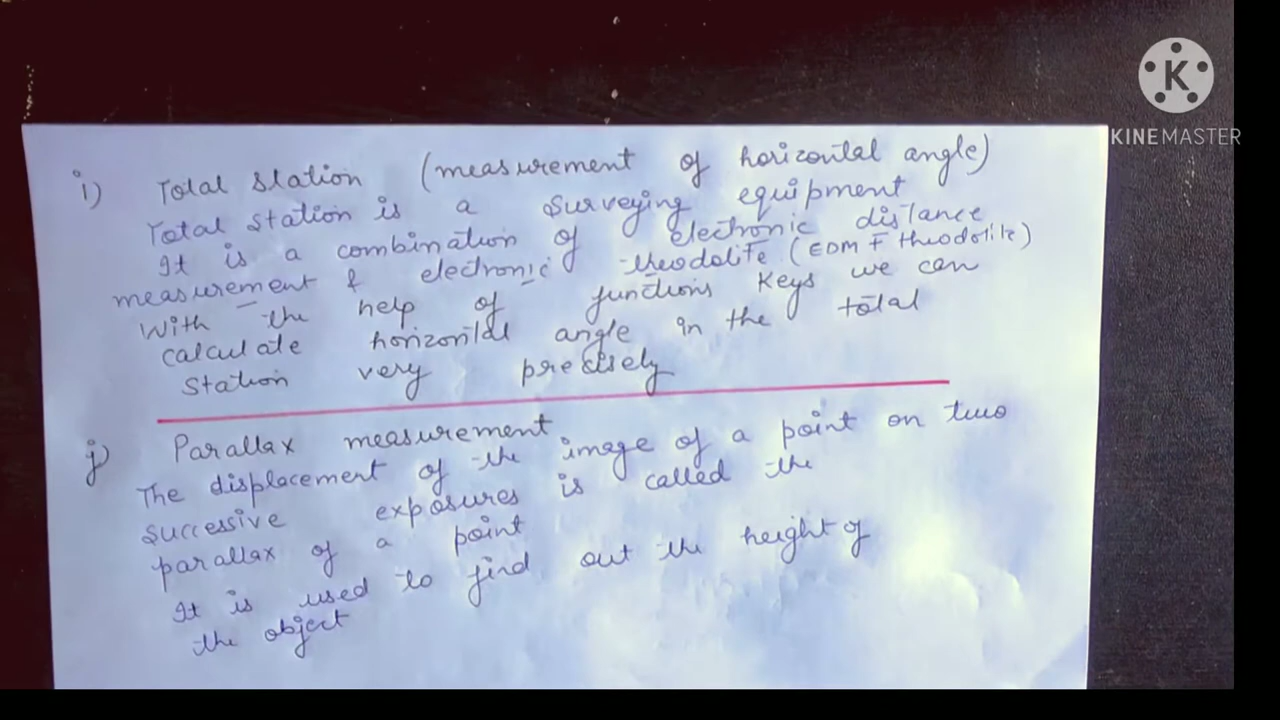 i) Total station (measurement of horizontal angle)
Total station is a surveying equipment
It is a combination of electronic distance
measurement & electronic theodolite (EDM + theodolite)
With the help of functions Keys we can
calculate horizontal angle in the total
station very precisely
j) Parallax measurement
The displacement of the image of a point on two
successive exposures is called the
parallax of a point
It is used to find out the height of
the object
K
KINEMASTER